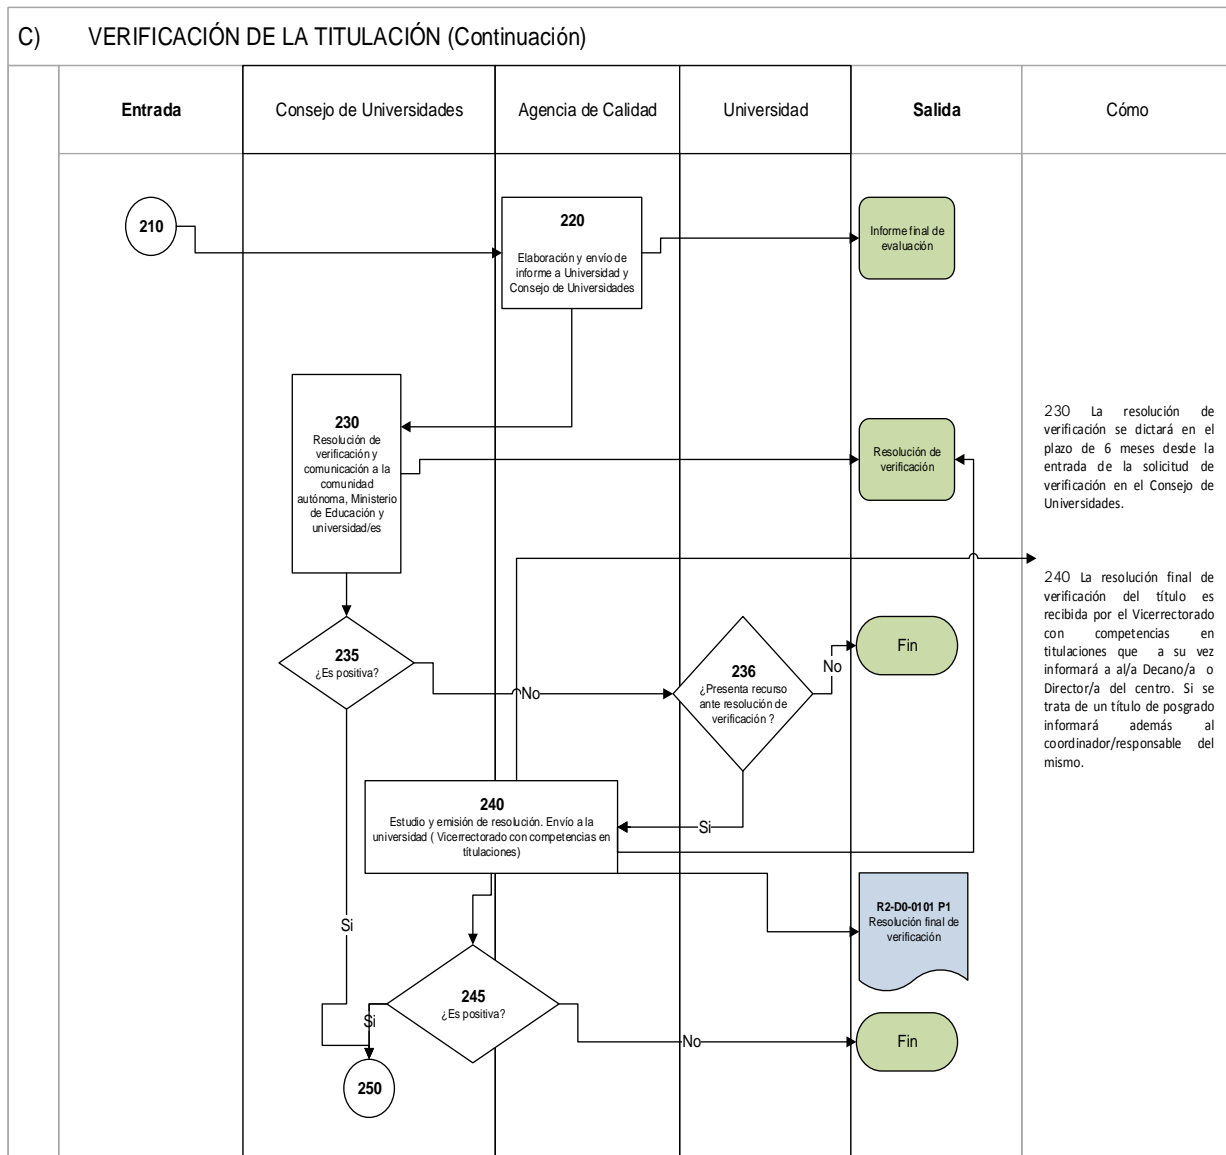 C) VERIFICACIÓN DE LA TITULACIÓN (Continuación)
Entrada
Consejo de Universidades
Agencia de Calidad
Universidad
Salida
Cómo
210
220
Elaboración y envío de
informe a Universidad y
Consejo de Universidades
Informe final de
evaluación
230
Resolución de
verificación y
comunicación a la
comunidad
autónoma, Ministerio
de Educación y
universidad/es
Resolución de
verificación
230 La resolución de
verificación se dictará en el
plazo de 6 meses desde la
entrada de la solicitud de
verificación en el Consejo de
Universidades.
240 La resolución final de
verificación del título es
recibida por el Vicerrectorado
con competencias en
titulaciones que a su vez
informará a al/a Decano/a o
Director/a del centro. Si se
trata de un título de posgrado
informará además al
coordinador/responsable del
mismo.
235
¿Es positiva?
No
236
¿Presenta recurso
ante resolución de
verificación ?
No
Fin
Si
240
Estudio y emisión de resolución. Envío a la
universidad ( Vicerrectorado con competencias en
títulaciones)
Si
R2-D0-0101 P1
Resolución final de
verificación
245
¿Es positiva?
Si
No
Fin
250